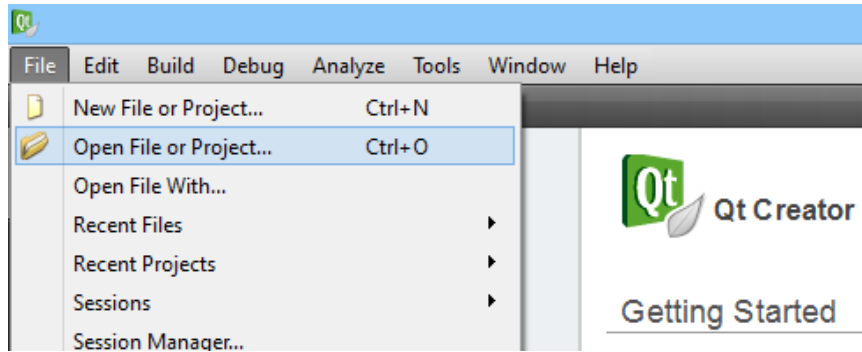 File Edit Build Debug Analyze Tools Window Help
New File or Project... Ctrl+N
Open File or Project... Ctrl+O
Open File With...
Recent Files
Recent Projects
Sessions
Session Manager...
Qt
Qt Creator
Getting Started